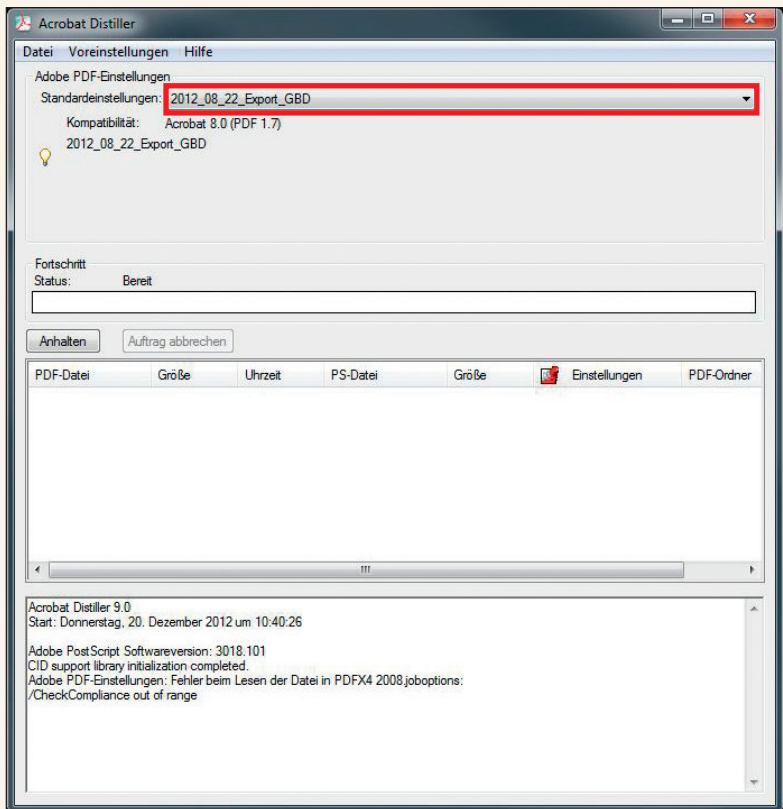 Acrobat Distiller
Datei Voreinstellungen Hilfe
Adobe PDF-Einstellungen
Standardeinstellungen: 2012_08_22_Export_GBD
Kompatibilität: Acrobat 8.0 (PDF 1.7)
2012_08_22_Export_GBD
Fortschritt
Status: Bereit
Anhalten Auftrag abbrechen
PDF-Datei Größe Uhrzeit PS-Datei Größe Einstellungen PDF-Ordner
Acrobat Distiller 9.0
Start: Donnerstag, 20. Dezember 2012 um 10:40:26
Adobe PostScript Softwareversion: 3018.101
CID support library initialization completed.
Adobe PDF-Einstellungen: Fehler beim Lesen der Datei in PDFX4 2008.joboptions:
/CheckCompliance out of range